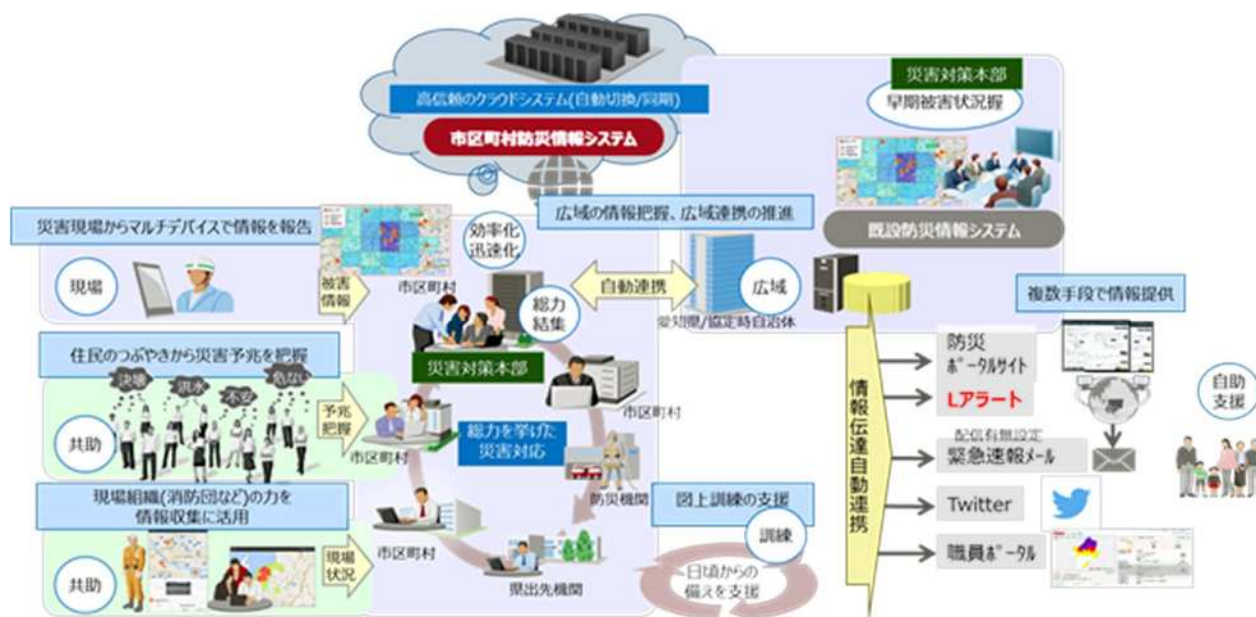 高信頼のクラウドシステム(自動切換/同期)
市区町村防災情報システム
災害対策本部
早期被害状況握
既設防災情報システム
広域の情報把握、広域連携の推進
災害現場からマルチデバイスで情報を報告
現場
被害
情報
市区町村
効率化
迅速化
総力
結集
災害対策本部
自動連携
広域
愛知県/協定時自治体
複数手段で情報提供
住民のつぶやきから災害予兆を把握
決壊
洪水
不安
危ない
共助
予兆
把握
市区町村
総力を挙げた
災害対応
市区町村
防災機関
現場組織(消防団など)の力を
情報収集に活用
共助
現場
状況
市区町村
県出先機関
図上訓練の支援
訓練
日頃からの
備えを支援
情報伝達自動連携
防災
ポータルサイト
Lアラート
配信有無設定
緊急速報メール
Twitter
職員ポータル
自助
支援